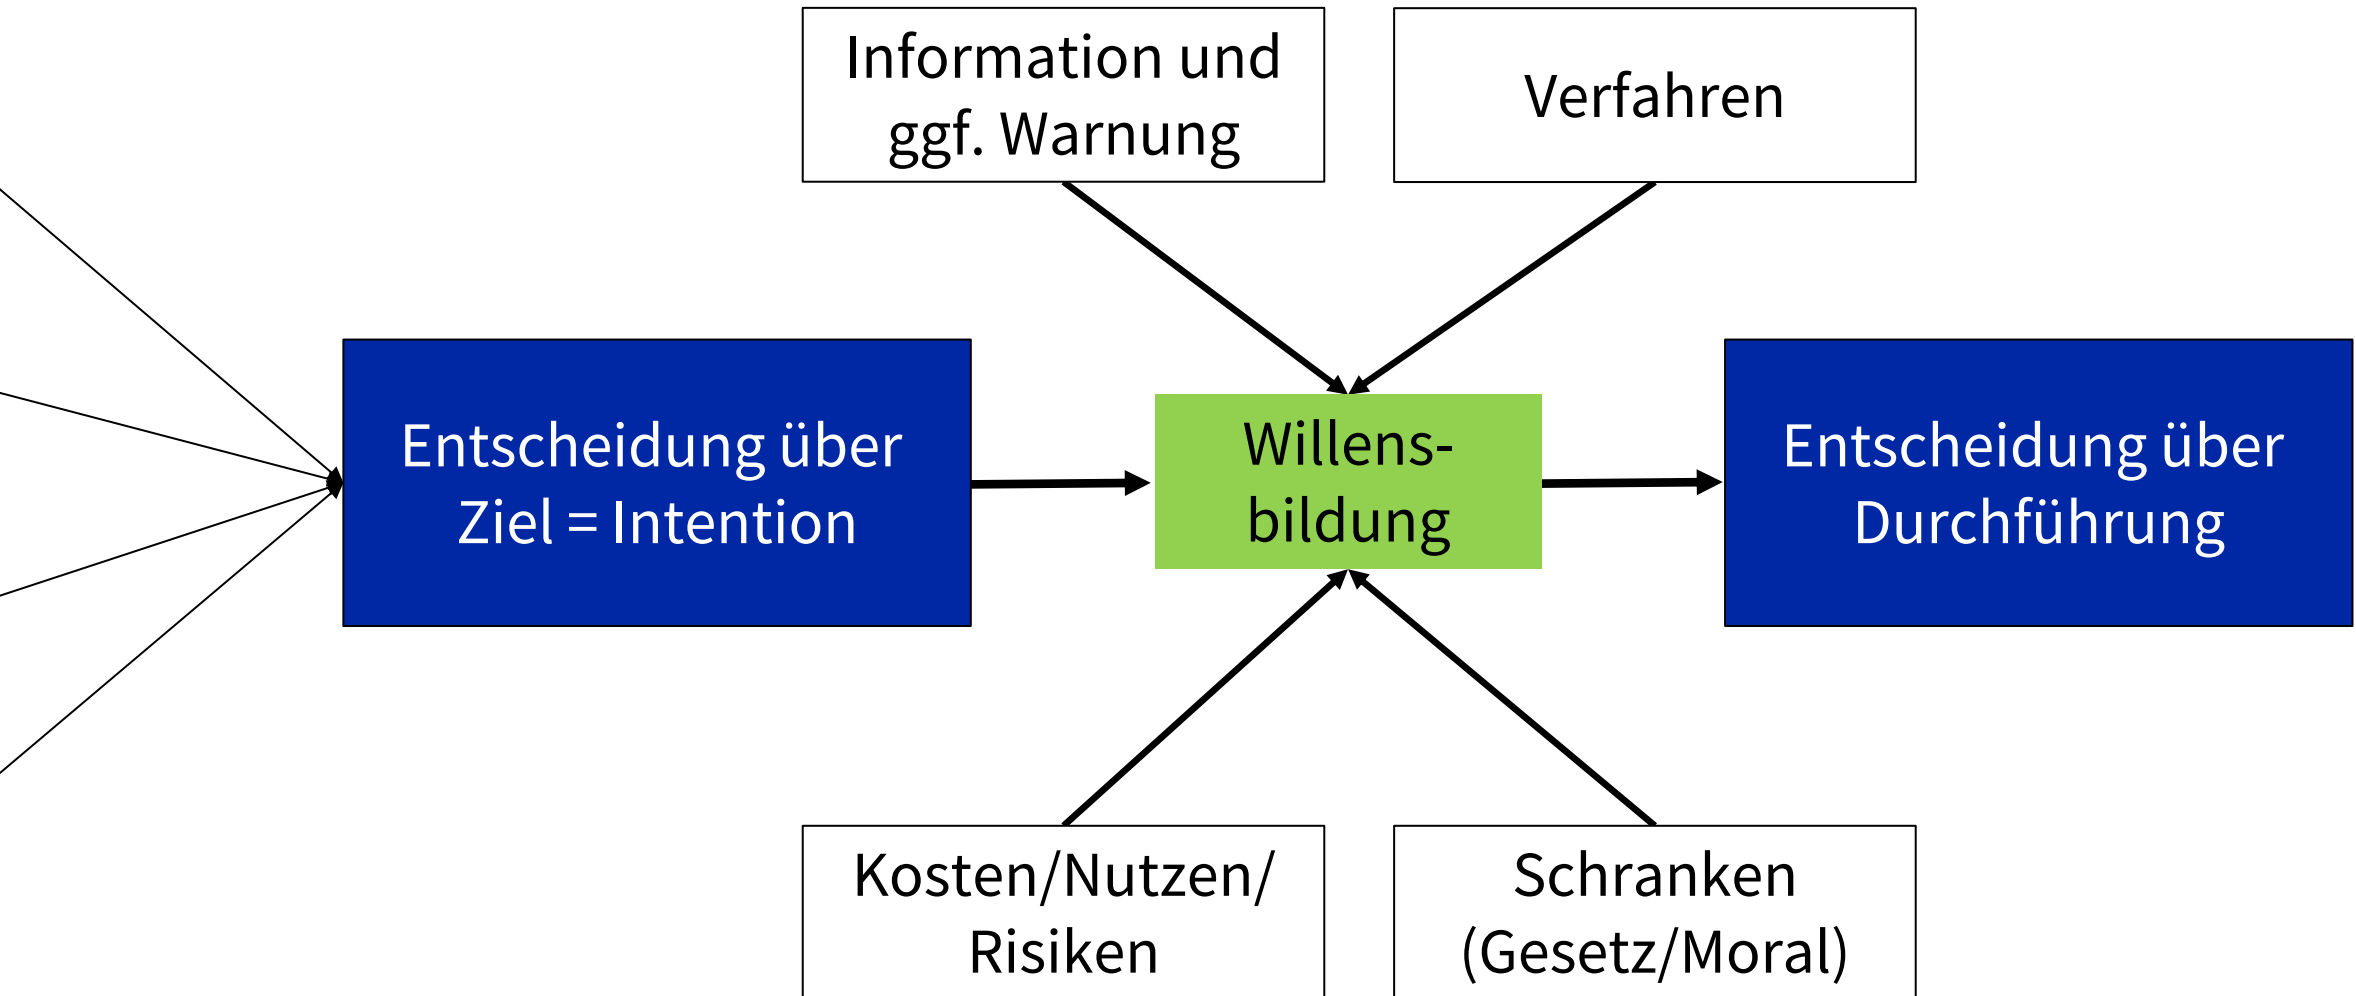 Information und
ggf. Warnung
Verfahren
Entscheidung über
Ziel = Intention
Willens-
bildung
Entscheidung über
Durchführung
Kosten/Nutzen/
Risiken
Schranken
(Gesetz/Moral)